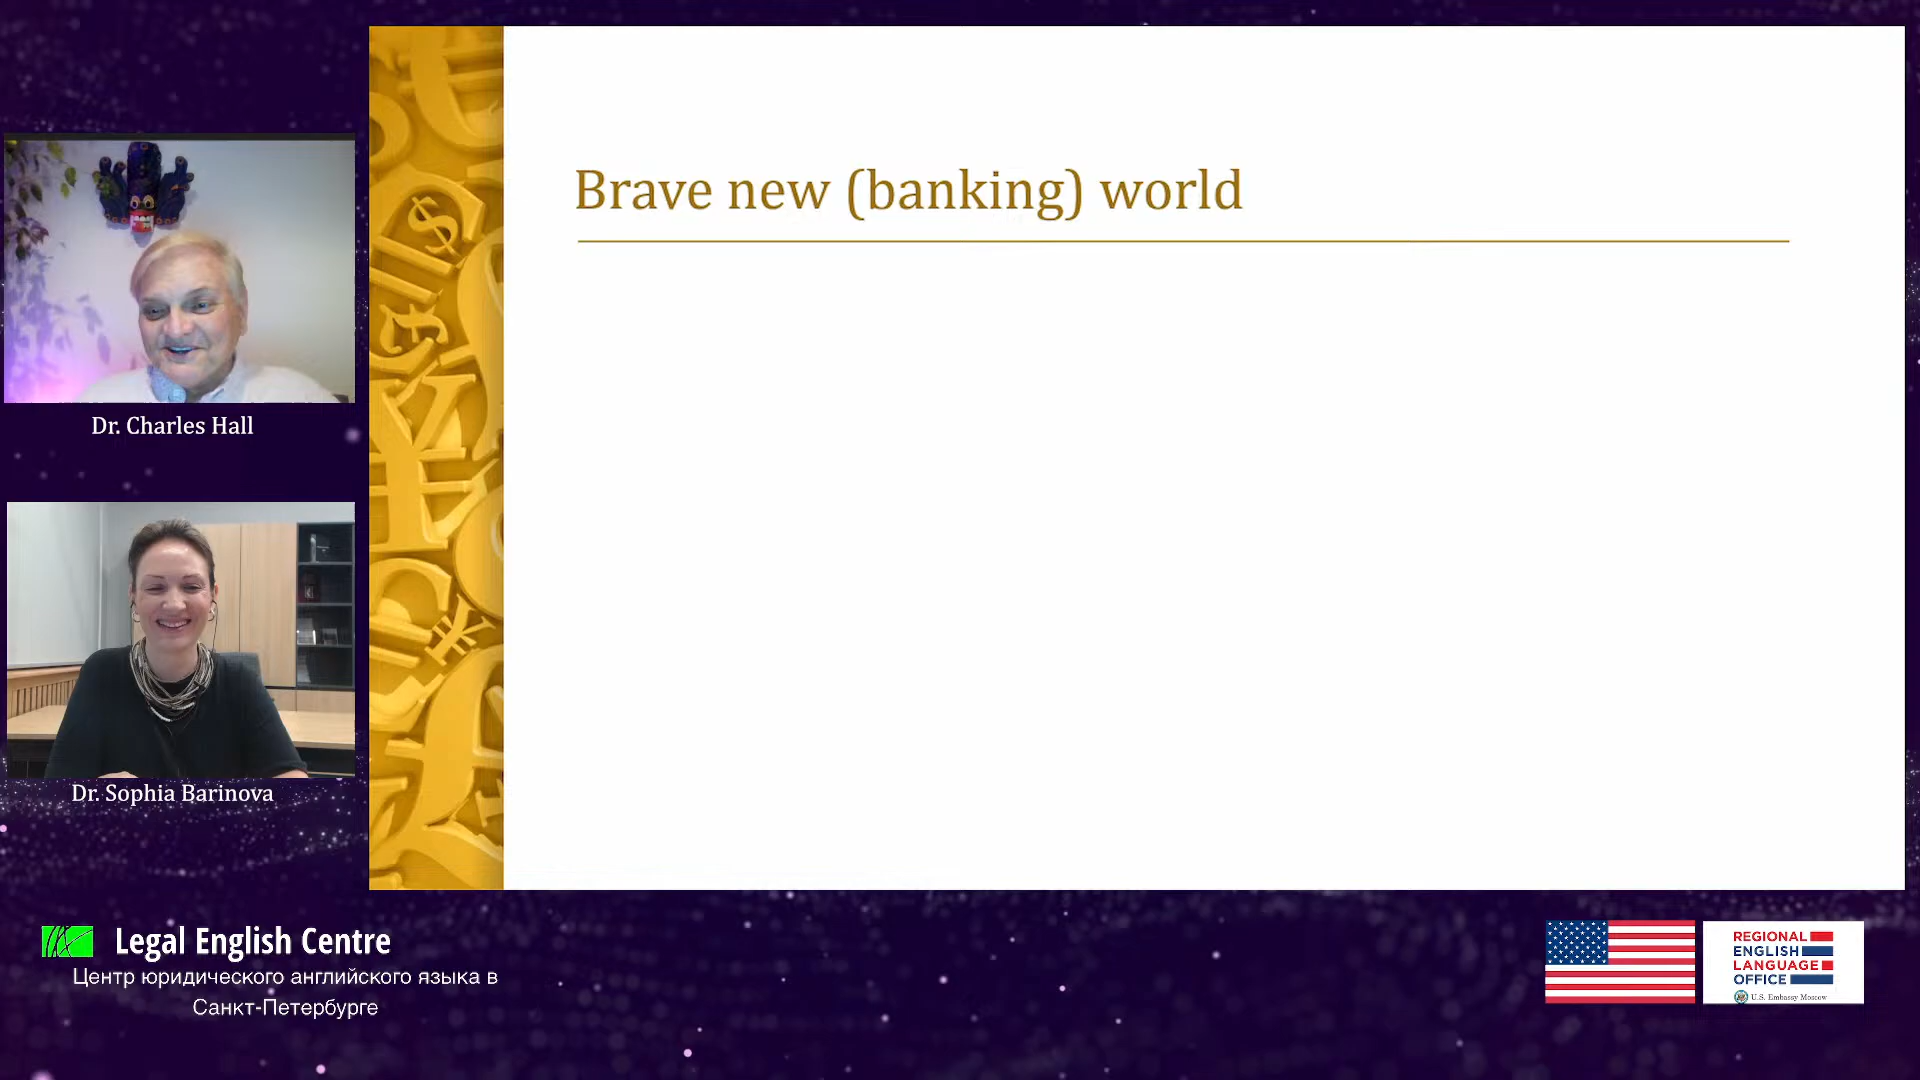 Brave new (banking) world
Dr. Charles Hall
Dr. Sophia Barinova
Legal English Centre
Центр юридического английского языка в
Санкт-Петербурге
REGIONAL
ENGLISH
LANGUAGE
OFFICE
U.S. Embassy Moscow